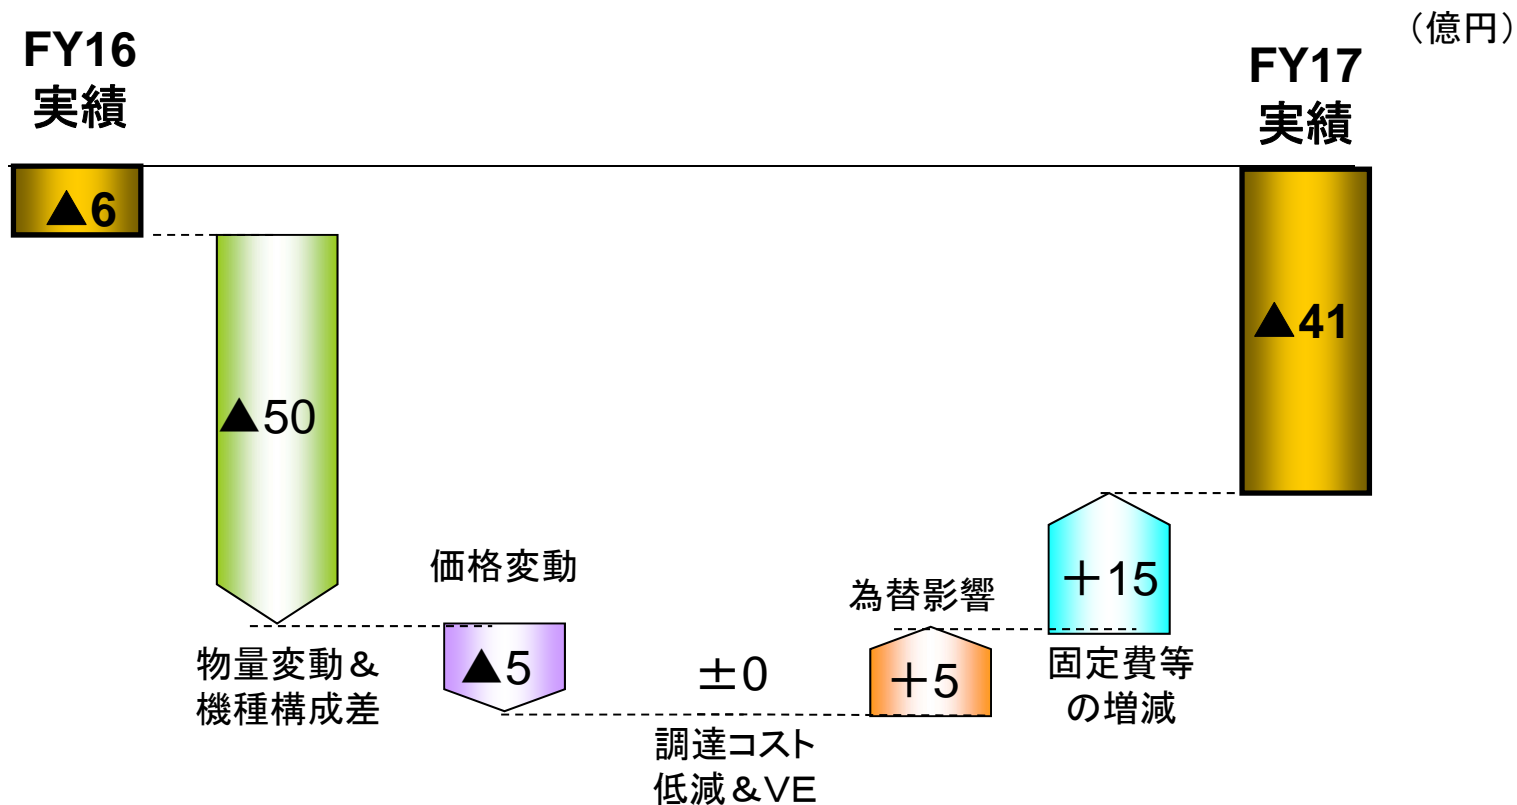 （億円）
FY16
実績
FY17
実績
▲6
▲41
▲50
価格変動
為替影響
＋15
物量変動＆
機種構成差
▲5
±0
＋5
固定費等
の増減
調達コスト
低減＆VE